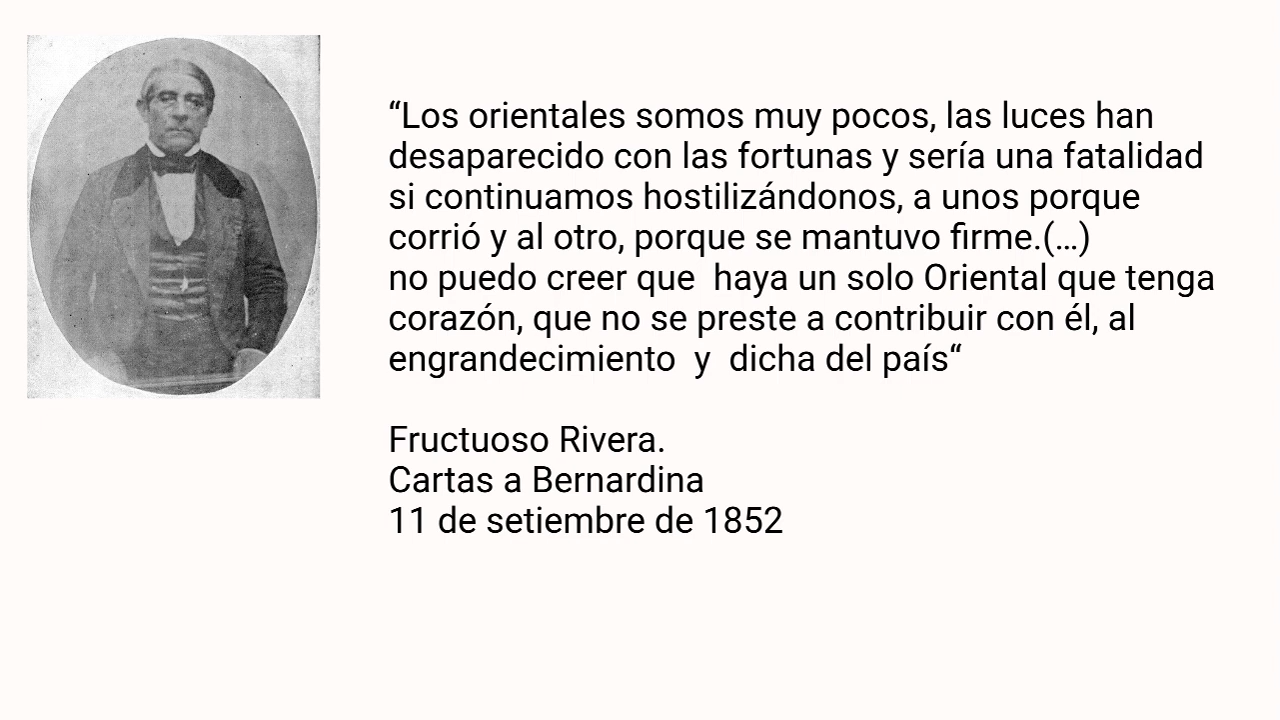 “Los orientales somos muy pocos, las luces han
desaparecido con las fortunas y sería una fatalidad
si continuamos hostilizándonos, a unos porque
corrió y al otro, porque se mantuvo firme.(...)
no puedo creer que  haya un solo Oriental que tenga
corazón, que no se preste a contribuir con él, al
engrandecimiento  y  dicha del país“
Fructuoso Rivera.
Cartas a Bernardina
11 de setiembre de 1852